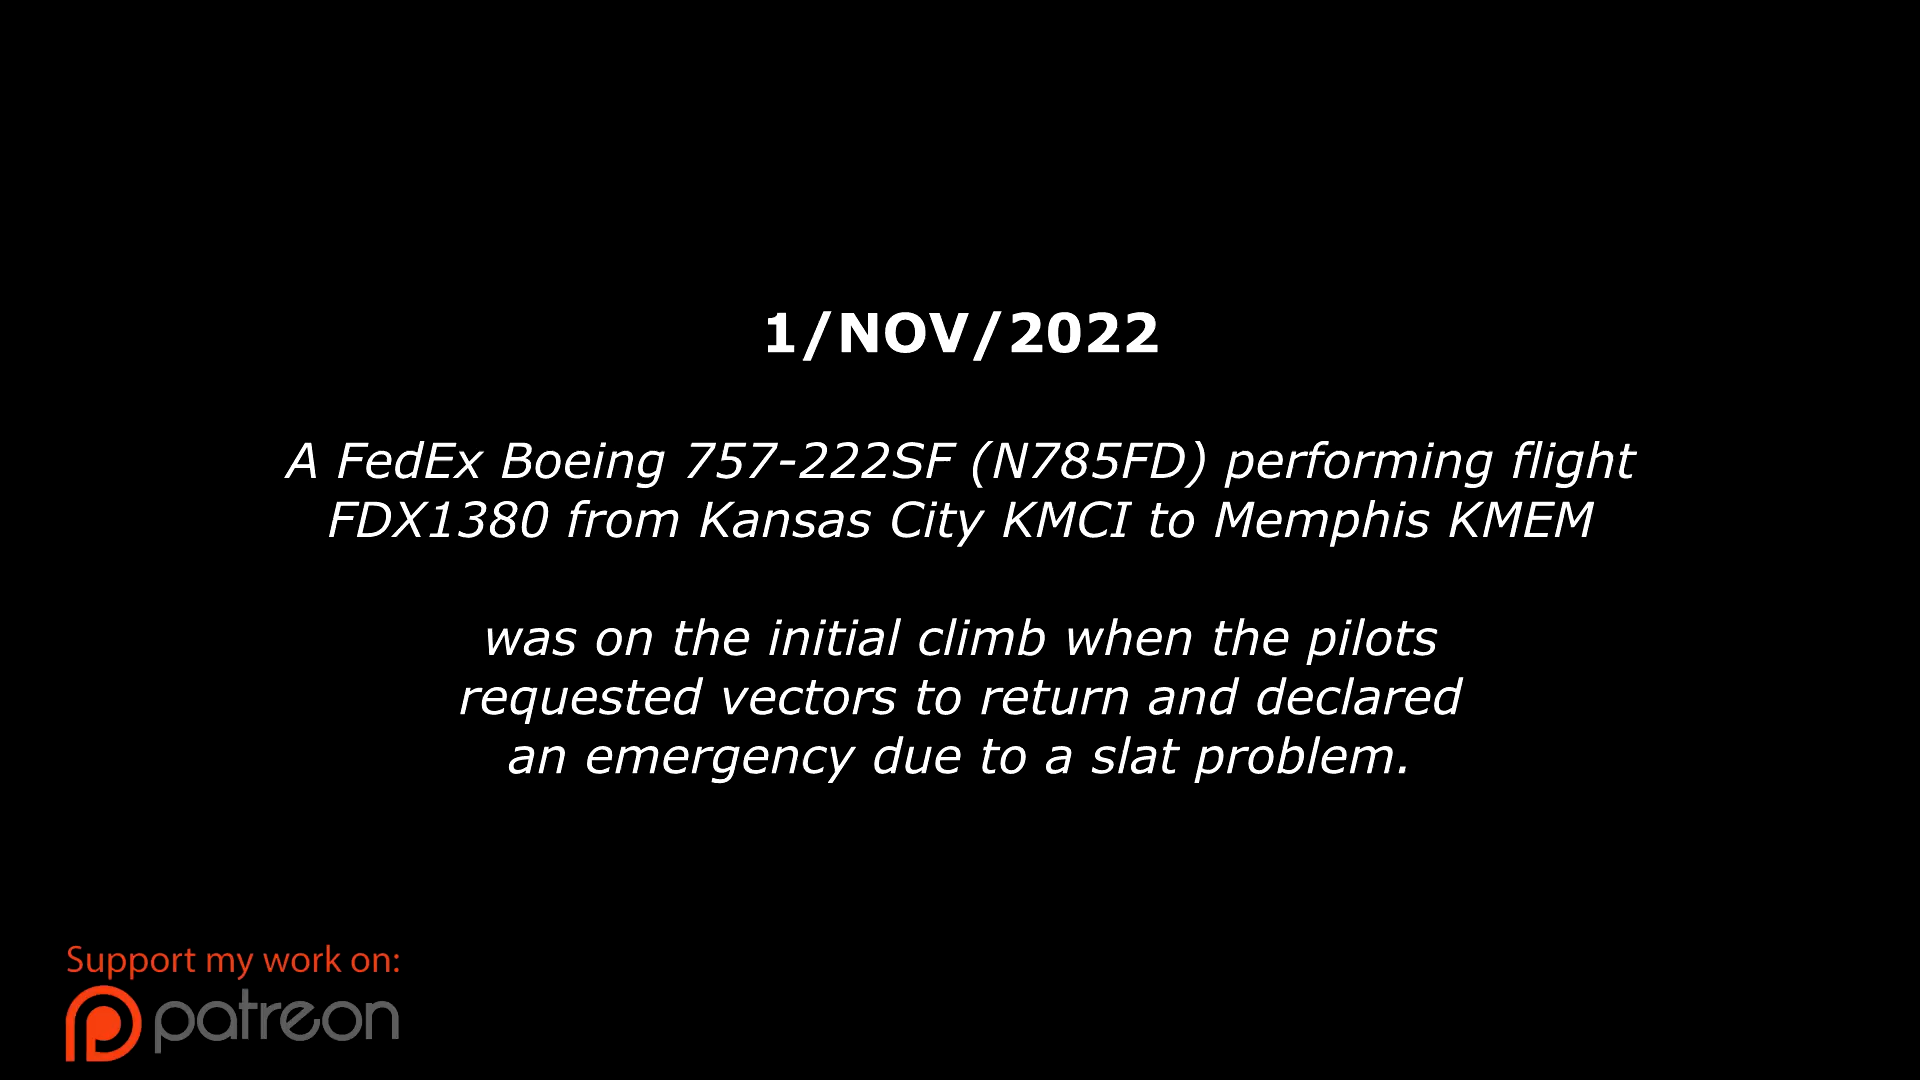 1/NOV/2022
A FedEx Boeing 757-222SF (N785FD) performing flight
FDX1380 from Kansas City KMCI to Memphis KMEM
was on the initial climb when the pilots
requested vectors to return and declared
an emergency due to a slat problem.
Support my work on:
patreon